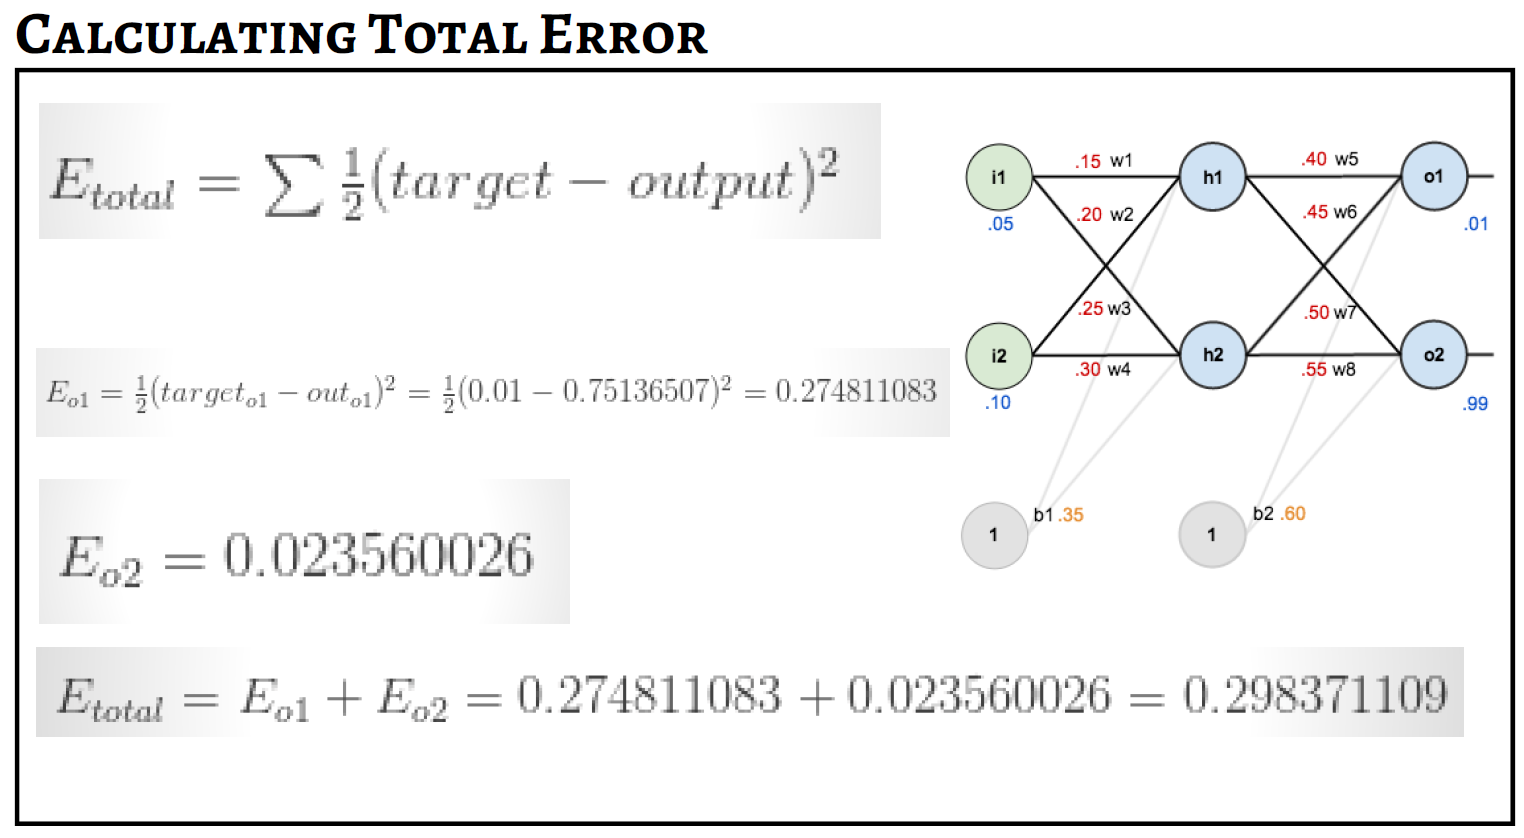 CALCULATING TOTAL ERROR
E_total = ∑ ½(target − output)²
E_o1 = ½(target_o1 − out_o1)² = ½(0.01 − 0.75136507)² = 0.274811083
E_o2 = 0.023560026
E_total = E_o1 + E_o2 = 0.274811083 + 0.023560026 = 0.298371109
.15 w1
.40 w5
i1
h1
o1
.20 w2
.45 w6
.05
.01
.25 w3
.50 w7
i2
h2
o2
.30 w4
.55 w8
.10
.99
b1 .35
b2 .60
1
1